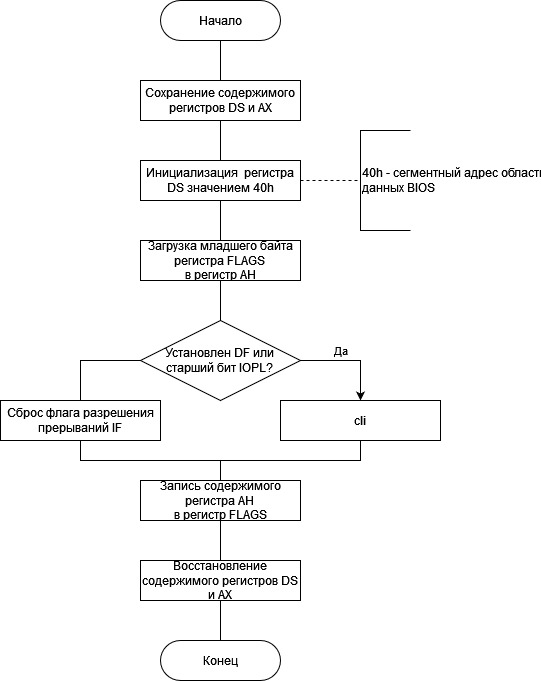 Начало
Сохранение содержимого
регистров DS и AX
Инициализация регистра
DS значением 40h
40h - сегментный адрес област
данных BIOS
Загрузка младшего байта
регистра FLAGS
в регистр AH
Установлен DF или
старший бит IOPL?
Да
Сброс флага разрешения
прерываний IF
cli
Запись содержимого
регистра AH
в регистр FLAGS
Восстановление
содержимого регистров DS
и AX
Конец